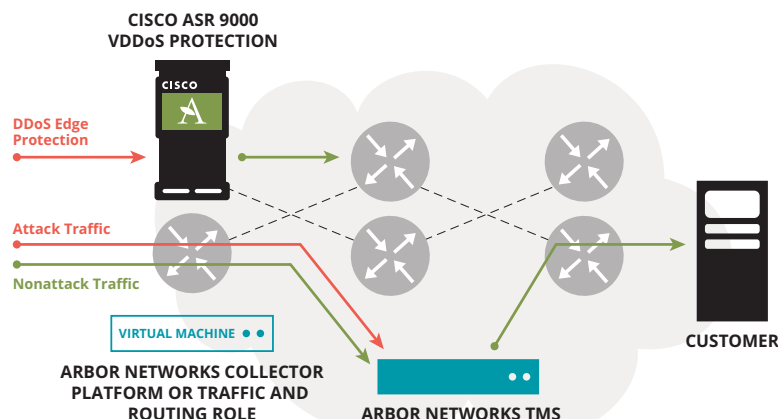 CISCO ASR 9000
VDDoS PROTECTION
CISCO
A
DDoS Edge
Protection
Attack Traffic
Nonattack Traffic
VIRTUAL MACHINE
ARBOR NETWORKS COLLECTOR
PLATFORM OR TRAFFIC AND
ROUTING ROLE
ARBOR NETWORKS TMS
CUSTOMER